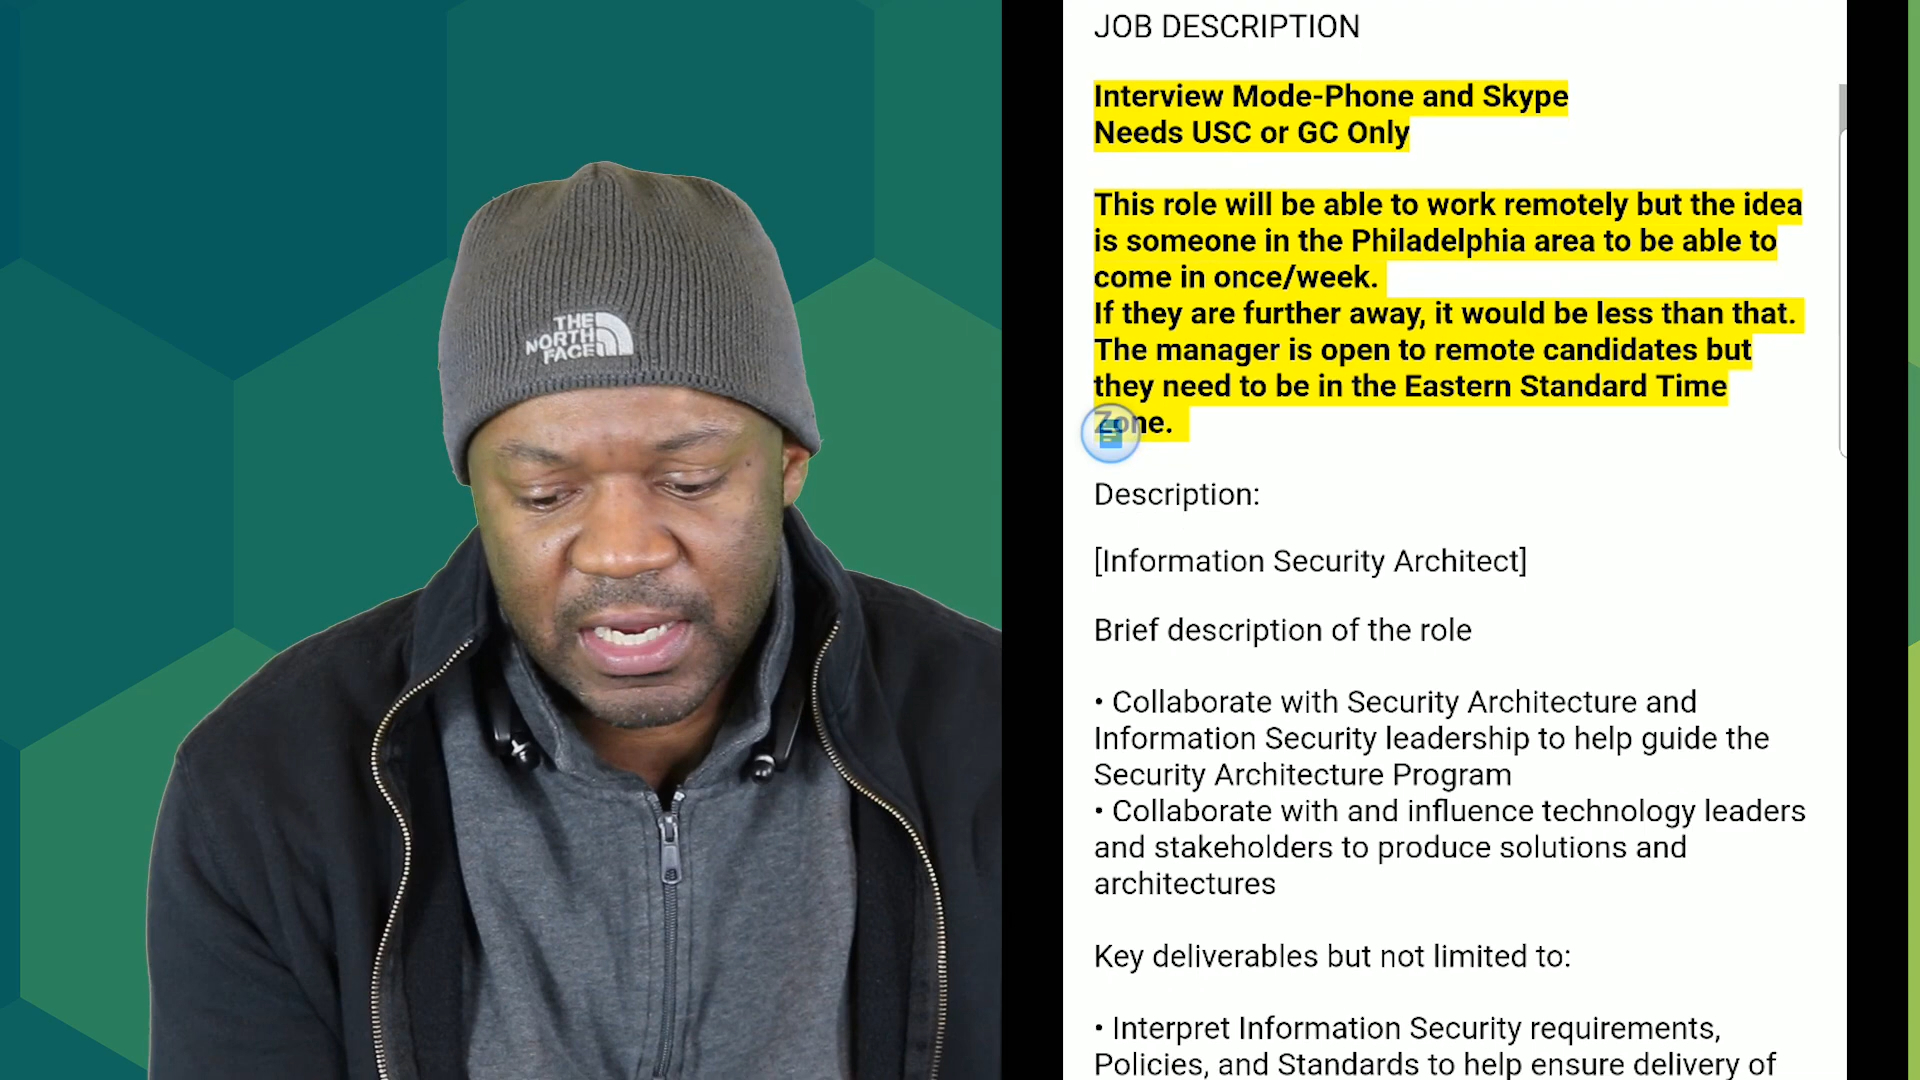 THE
NORTH
FACE
JOB DESCRIPTION
Interview Mode-Phone and Skype
Needs USC or GC Only
This role will be able to work remotely but the idea
is someone in the Philadelphia area to be able to
come in once/week.
If they are further away, it would be less than that.
The manager is open to remote candidates but
they need to be in the Eastern Standard Time
Zone.
Description:
[Information Security Architect]
Brief description of the role
• Collaborate with Security Architecture and
Information Security leadership to help guide the
Security Architecture Program
• Collaborate with and influence technology leaders
and stakeholders to produce solutions and
architectures
Key deliverables but not limited to:
• Interpret Information Security requirements,
Policies, and Standards to help ensure delivery of